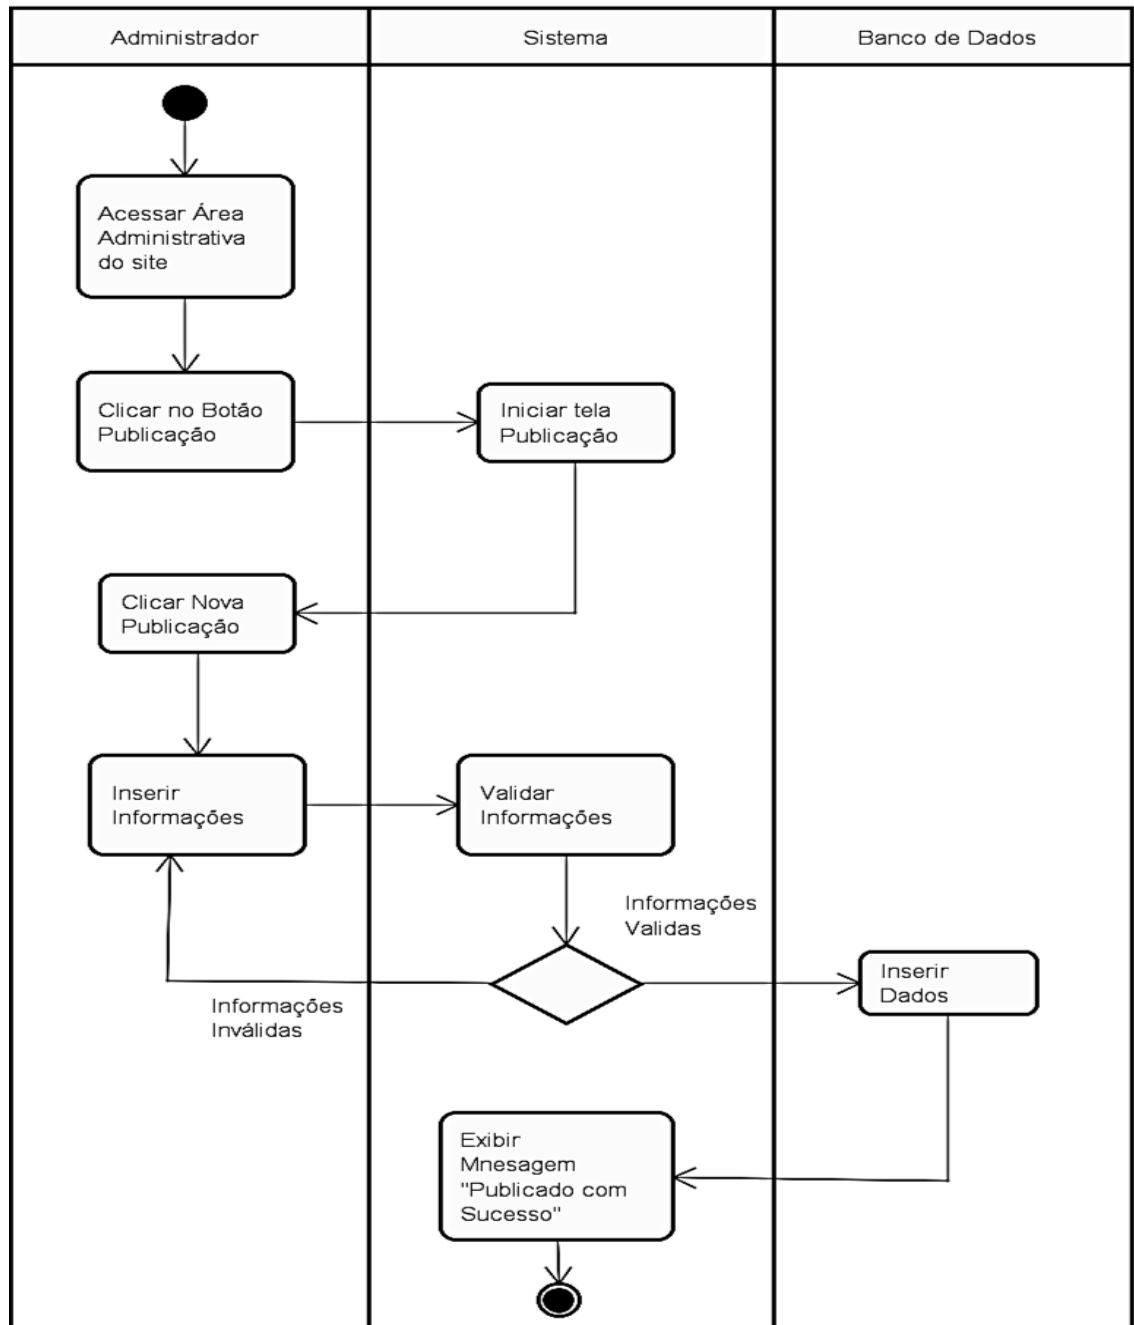 Administrador
Sistema
Banco de Dados
Acessar Área
Administrativa
do site
Clicar no Botão
Publicação
Iniciar tela
Publicação
Clicar Nova
Publicação
Inserir
Informações
Validar
Informações
Informações
Validas
Inserir
Dados
Informações
Inválidas
Exibir
Mnesagem
"Publicado com
Sucesso"